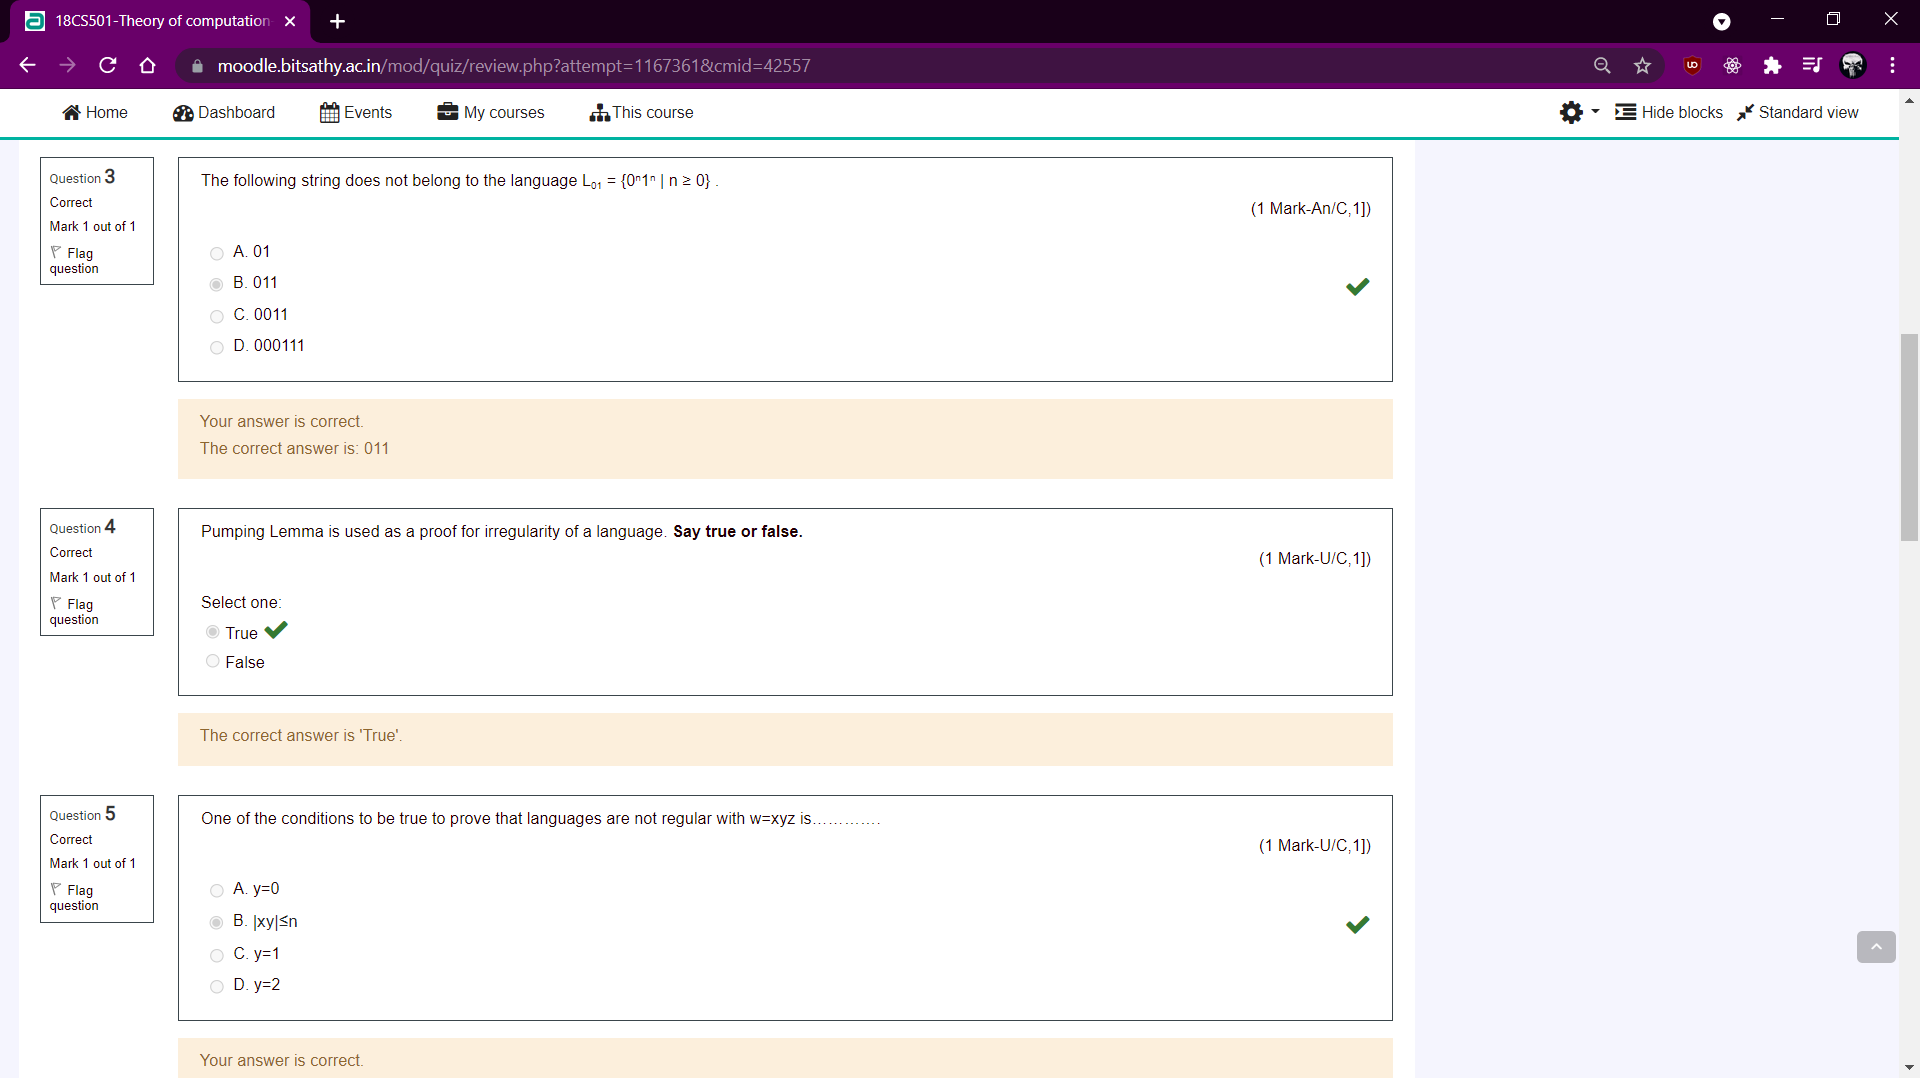 18CS501-Theory of computation
moodle.bitsathy.ac.in/mod/quiz/review.php?attempt=1167361&cmid=42557
Home Dashboard Events My courses This course Hide blocks Standard view
Question 3
Correct
Mark 1 out of 1
Flag question
The following string does not belong to the language L₀₁ = {0ⁿ1ⁿ | n ≥ 0} .
(1 Mark-An/C,1])
A. 01
B. 011
C. 0011
D. 000111
Your answer is correct.
The correct answer is: 011
Question 4
Correct
Mark 1 out of 1
Flag question
Pumping Lemma is used as a proof for irregularity of a language. Say true or false.
(1 Mark-U/C,1])
Select one:
True
False
The correct answer is 'True'.
Question 5
Correct
Mark 1 out of 1
Flag question
One of the conditions to be true to prove that languages are not regular with w=xyz is………….
(1 Mark-U/C,1])
A. y=0
B. |xy|≤n
C. y=1
D. y=2
Your answer is correct.